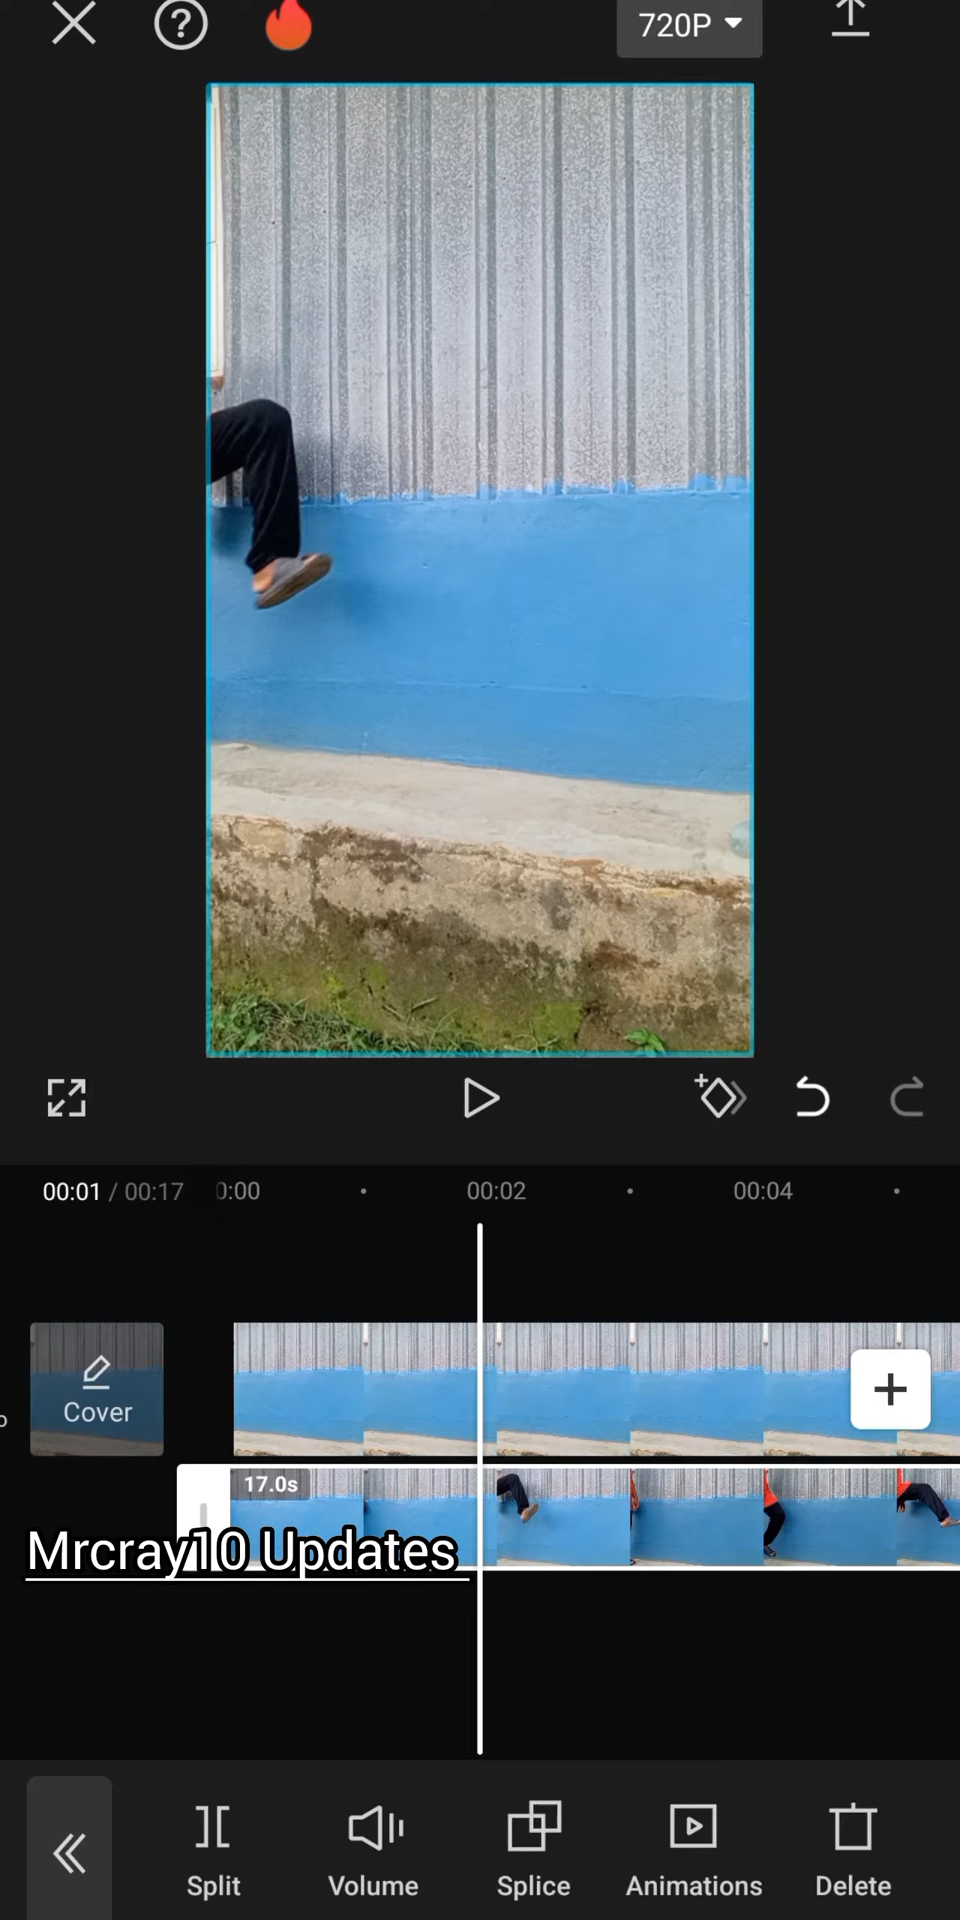 720P
00:01 / 00:17
0:00
00:02
00:04
Cover
17.0s
Mrcray10 Updates
Split
Volume
Splice
Animations
Delete